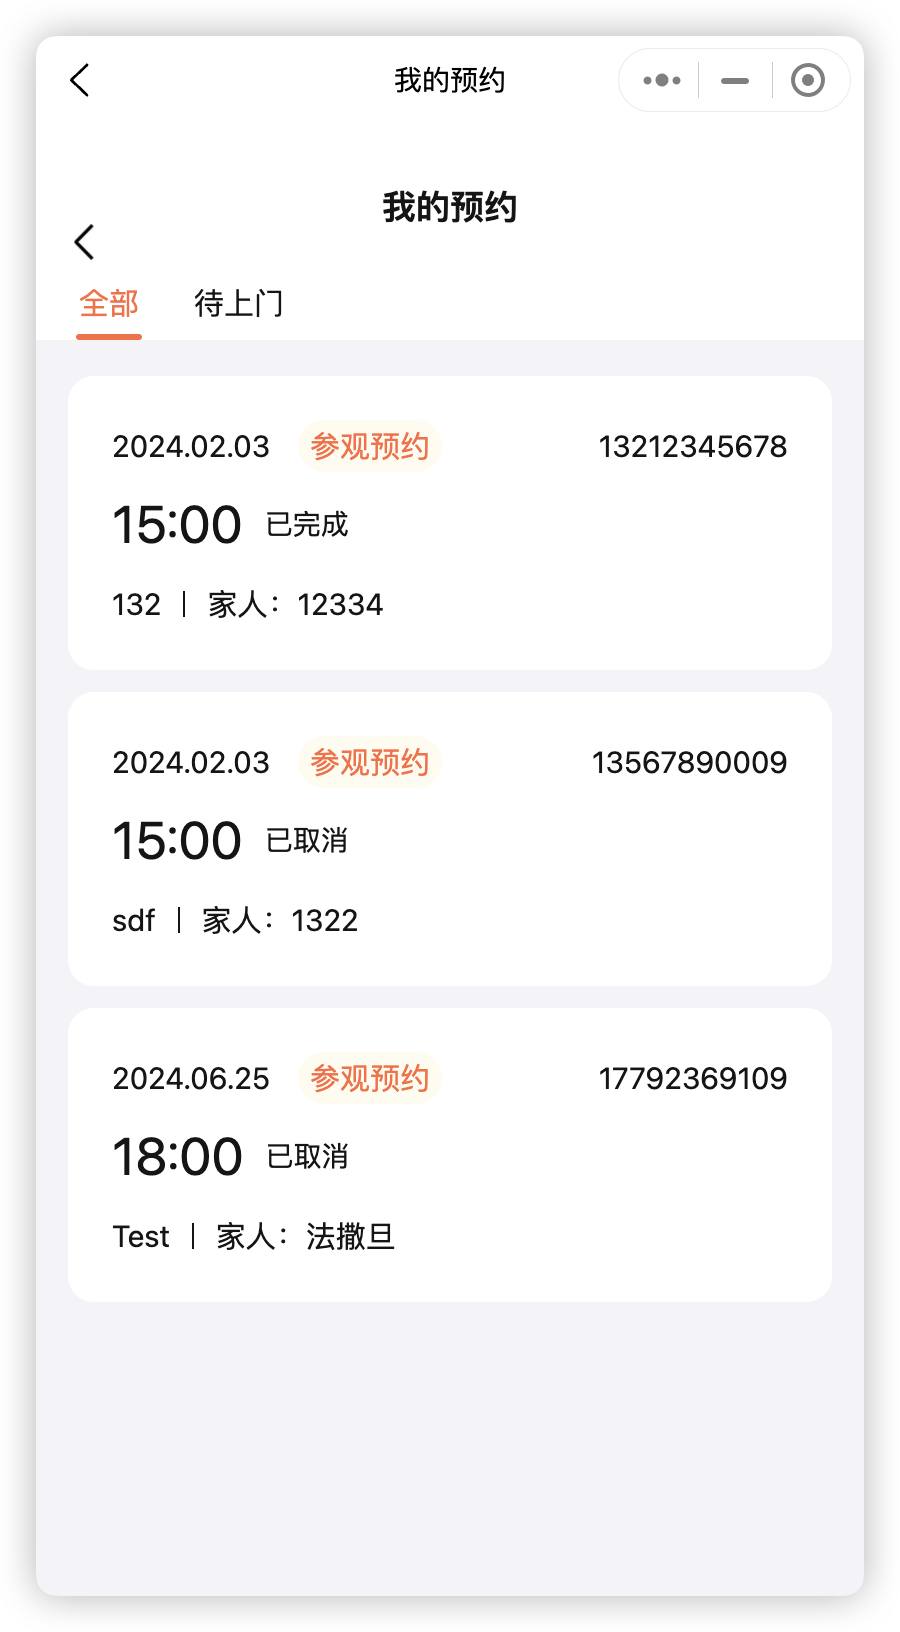 我的预约
我的预约
全部 待上门
2024.02.03 参观预约 13212345678
15:00 已完成
132 | 家人：12334
2024.02.03 参观预约 13567890009
15:00 已取消
sdf | 家人：1322
2024.06.25 参观预约 17792369109
18:00 已取消
Test | 家人：法撒旦